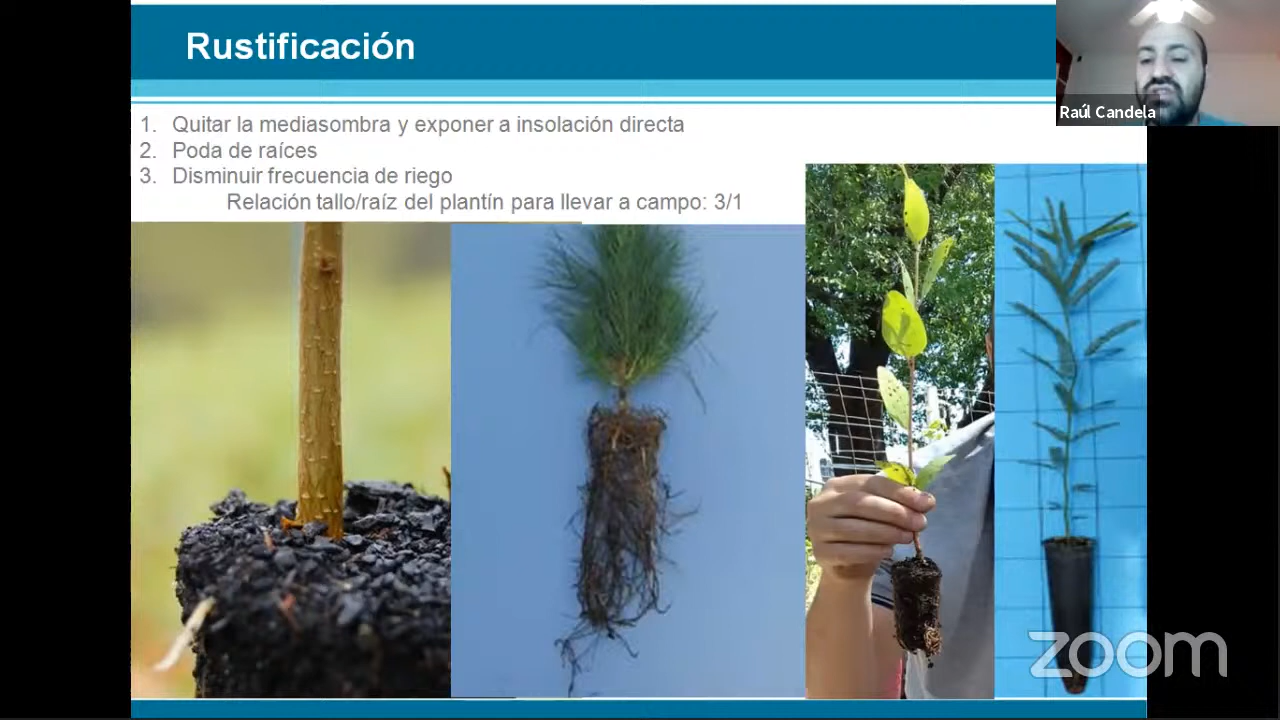 Rustificación
Raúl Candela
1. Quitar la mediasombra y exponer a insolación directa
2. Poda de raíces
3. Disminuir frecuencia de riego
Relación tallo/raíz del plantín para llevar a campo: 3/1
zoom